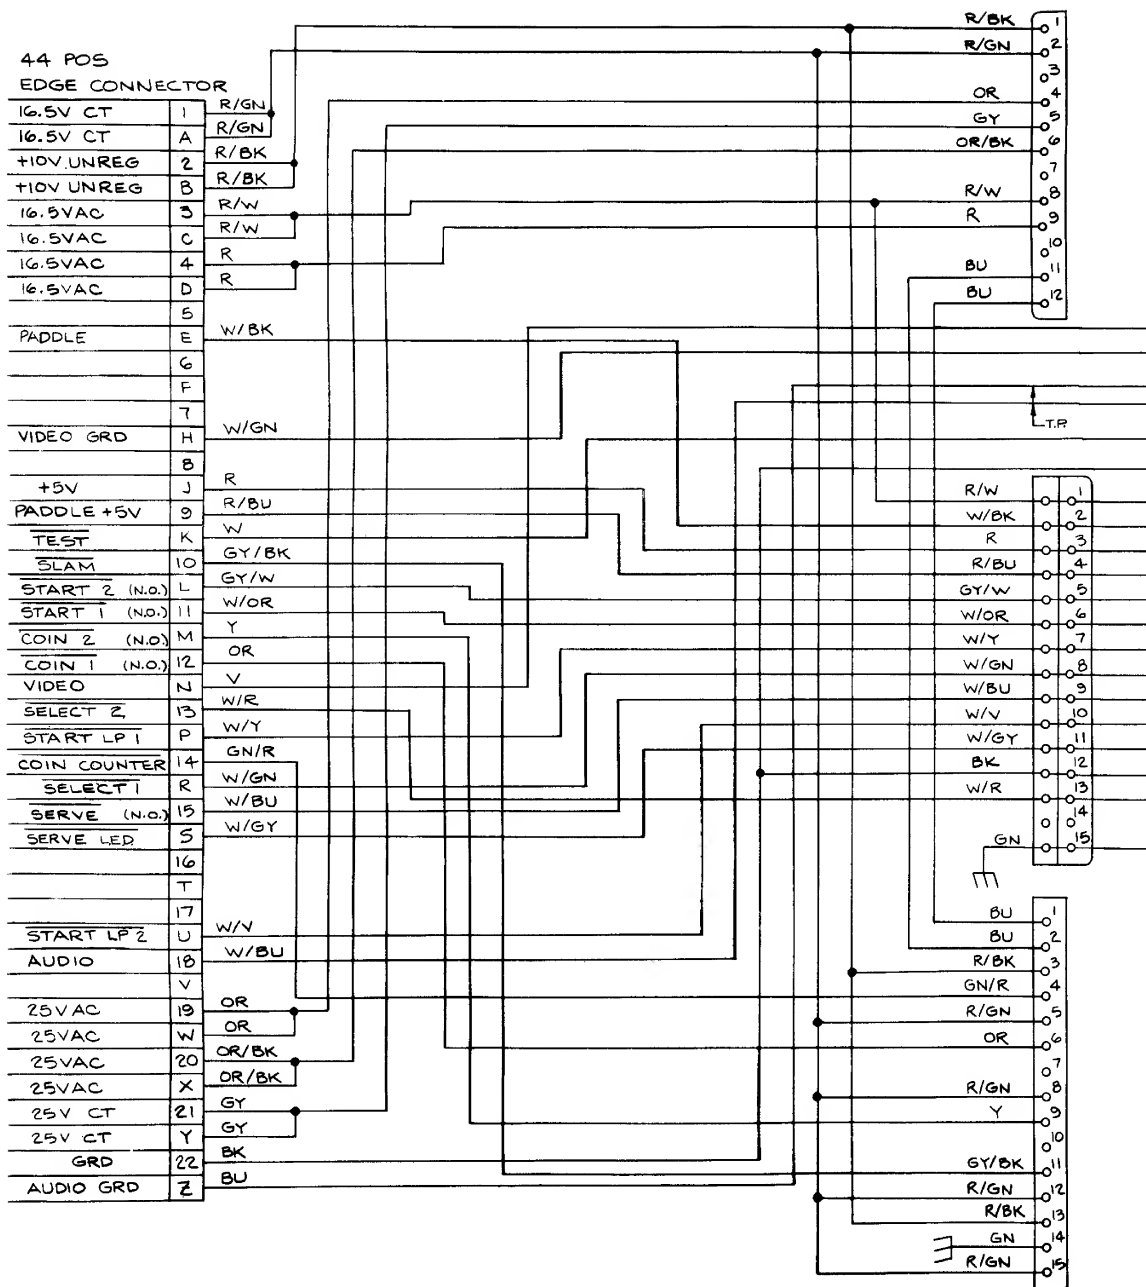 44 POS
EDGE CONNECTOR
16.5V CT 1 R/GN
16.5V CT A R/GN
+10V UNREG 2 R/BK
+10V UNREG B R/BK
16.5VAC 3 R/W
16.5VAC C R/W
16.5VAC 4 R
16.5VAC D R
5
PADDLE E W/BK
6
F
7
VIDEO GRD H W/GN
8
+5V J R
PADDLE +5V 9 R/BU
TEST K W
SLAM 10 GY/BK
START 2 (N.O.) L GY/W
START 1 (N.O.) 11 W/OR
COIN 2 (N.O.) M Y
COIN 1 (N.O.) 12 OR
VIDEO N V
SELECT 2 13 W/R
START LP 1 P W/Y
COIN COUNTER 14 GN/R
SELECT 1 R W/GN
SERVE (N.O.) 15 W/BU
SERVE LED S W/GY
16
T
17
START LP 2 U W/V
AUDIO 18 W/BU
V
25VAC 19 OR
25VAC W OR
25VAC 20 OR/BK
25VAC X OR/BK
25V CT 21 GY
25V CT Y GY
GRD 22 BK
AUDIO GRD Z BU
R/BK 1
R/GN 2
3
OR 4
GY 5
OR/BK 6
7
R/W 8
R 9
10
BU 11
BU 12
T.P.
R/W 1
W/BK 2
R 3
R/BU 4
GY/W 5
W/OR 6
W/Y 7
W/GN 8
W/BU 9
W/V 10
W/GY 11
BK 12
W/R 13
14
GN 15
BU 1
BU 2
R/BK 3
GN/R 4
R/GN 5
OR 6
7
R/GN 8
Y 9
10
GY/BK 11
R/GN 12
R/BK 13
GN 14
R/GN 15